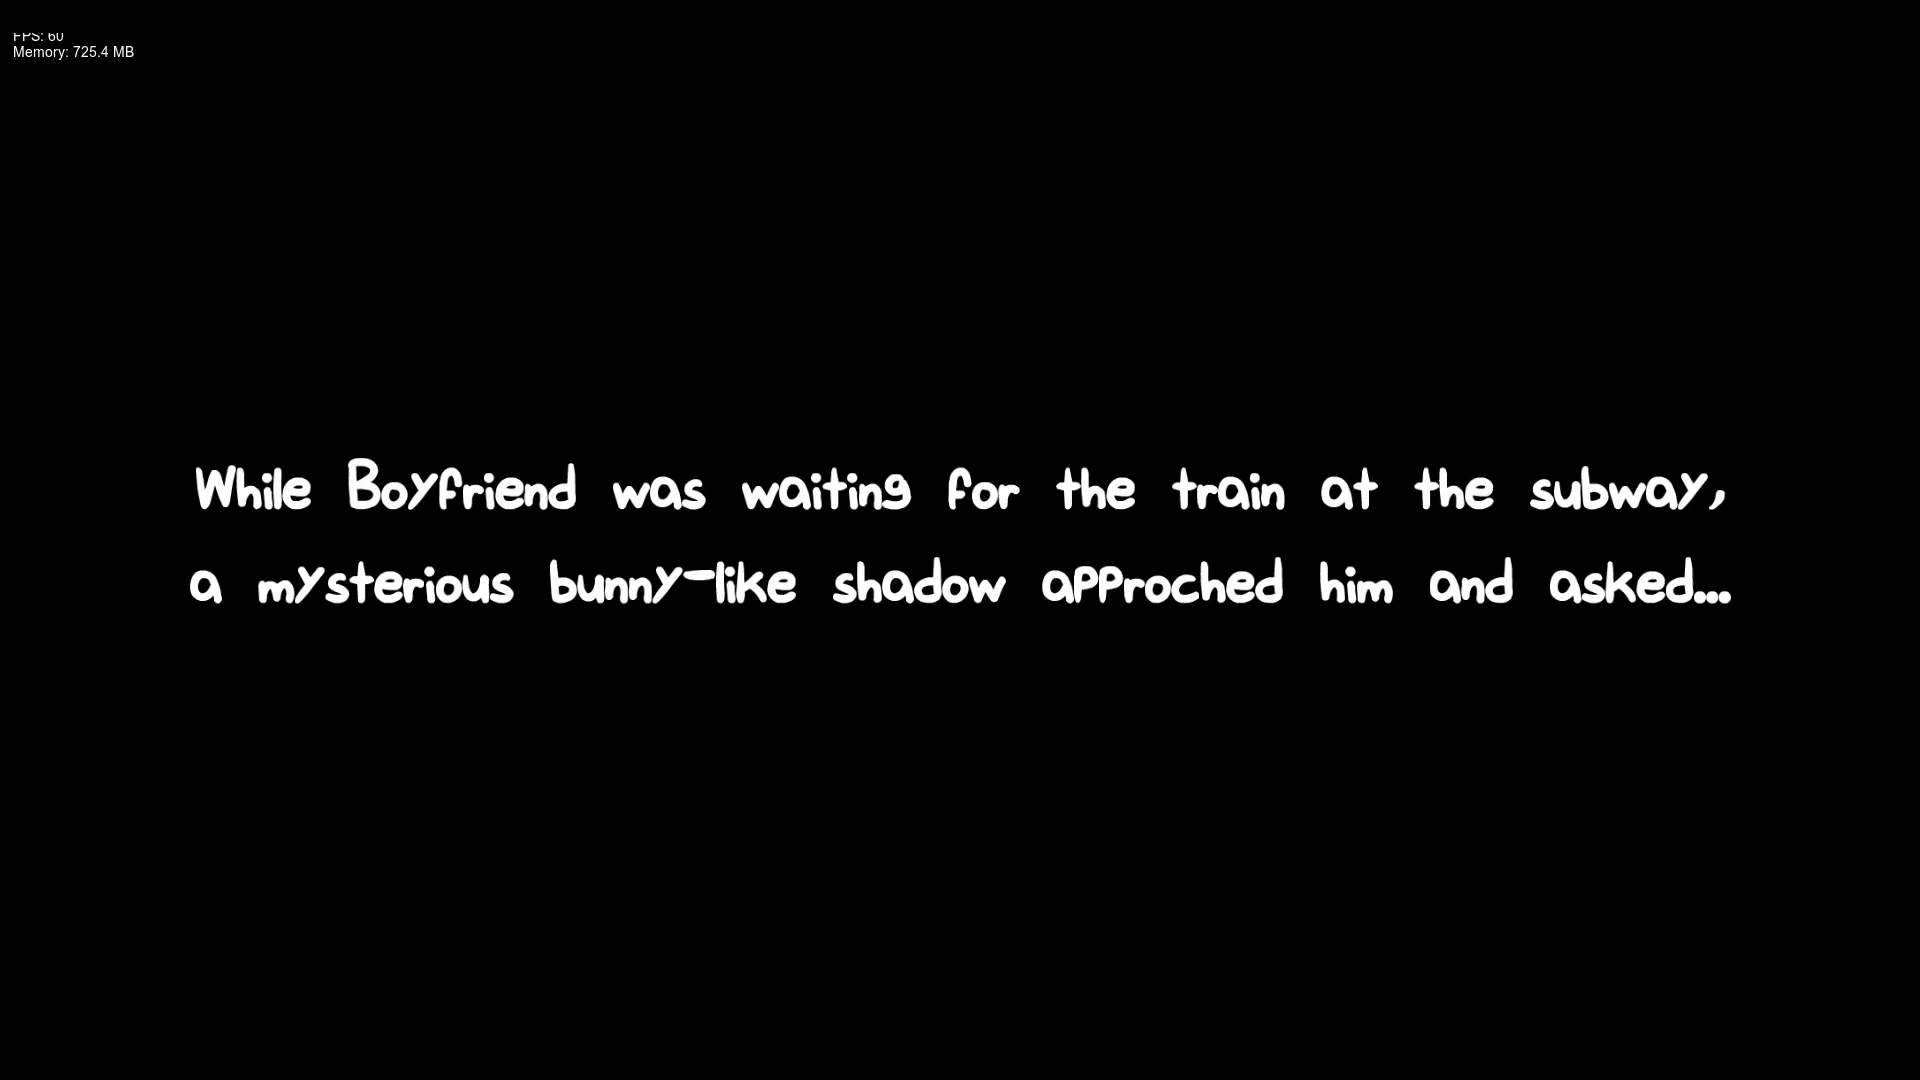 FPS: 60
Memory: 725.4 MB
While Boyfriend was waiting for the train at the subway,
a mysterious bunny-like shadow approched him and asked...